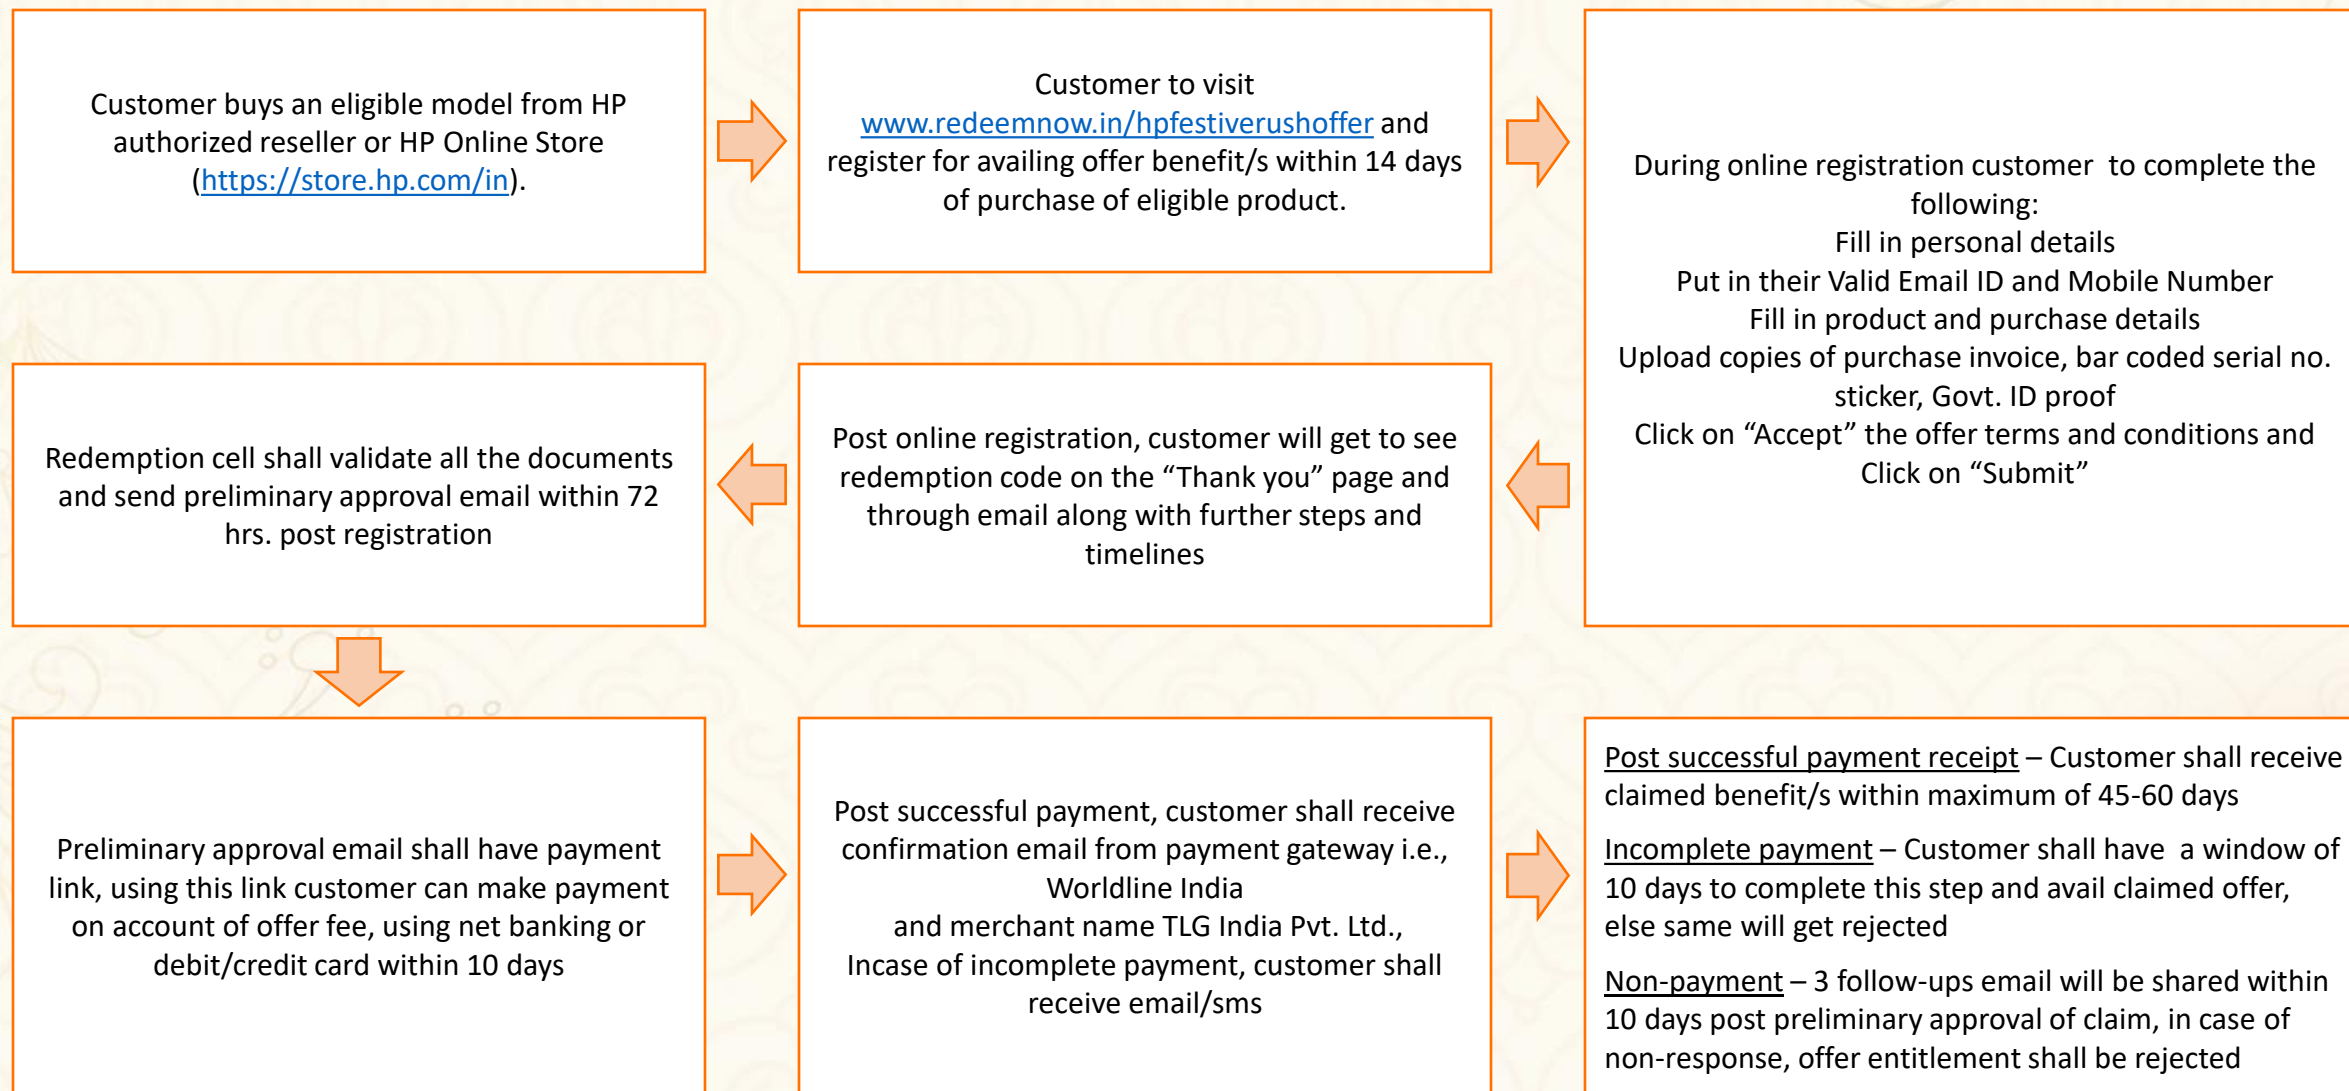 Customer buys an eligible model from HP
authorized reseller or HP Online Store
(https://store.hp.com/in).
Customer to visit
www.redeemnow.in/hpfestiverushoffer and
register for availing offer benefit/s within 14 days
of purchase of eligible product.
During online registration customer  to complete the
following:
Fill in personal details
Put in their Valid Email ID and Mobile Number
Fill in product and purchase details
Upload copies of purchase invoice, bar coded serial no.
sticker, Govt. ID proof
Click on “Accept” the offer terms and conditions and
Click on “Submit”
Post online registration, customer will get to see
redemption code on the “Thank you” page and
through email along with further steps and
timelines
Redemption cell shall validate all the documents
and send preliminary approval email within 72
hrs. post registration
Preliminary approval email shall have payment
link, using this link customer can make payment
on account of offer fee, using net banking or
debit/credit card within 10 days
Post successful payment, customer shall receive
confirmation email from payment gateway i.e.,
Worldline India
and merchant name TLG India Pvt. Ltd.,
Incase of incomplete payment, customer shall
receive email/sms
Post successful payment receipt – Customer shall receive
claimed benefit/s within maximum of 45-60 days
Incomplete payment – Customer shall have  a window of
10 days to complete this step and avail claimed offer,
else same will get rejected
Non-payment – 3 follow-ups email will be shared within
10 days post preliminary approval of claim, in case of
non-response, offer entitlement shall be rejected